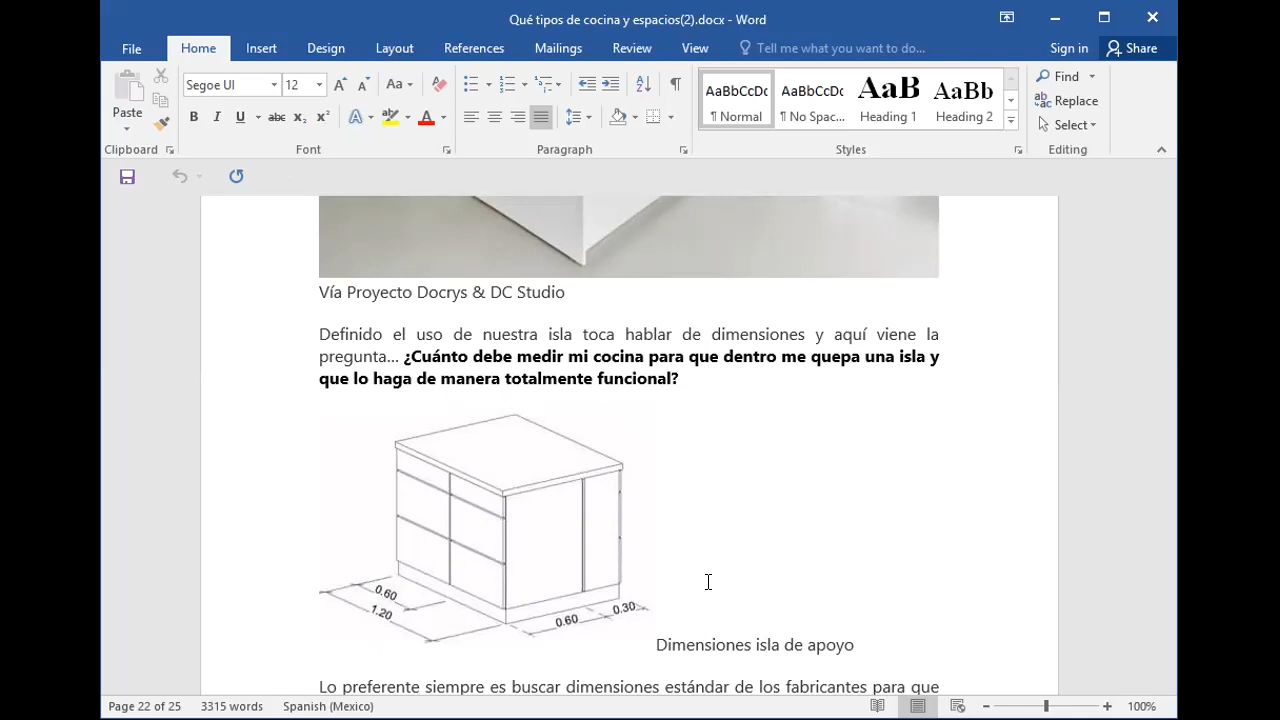 Qué tipos de cocina y espacios(2).docx - Word
File Home Insert Design Layout References Mailings Review View Tell me what you want to do... Sign in Share
Segoe UI 12 Aa
Paste
B I U abc x₂ x² A A
AaBbCcDc AaBbCcDc AaB AaBb
¶ Normal ¶ No Spac... Heading 1 Heading 2
Find
Replace
Select
Clipboard Font Paragraph Styles Editing
Vía Proyecto Docrys & DC Studio
Definido el uso de nuestra isla toca hablar de dimensiones y aquí viene la
pregunta... ¿Cuánto debe medir mi cocina para que dentro me quepa una isla y
que lo haga de manera totalmente funcional?
0.60
1.20
0.60
0.30
Dimensiones isla de apoyo
Lo preferente siempre es buscar dimensiones estándar de los fabricantes para que
Page 22 of 25 3315 words Spanish (Mexico) 100%